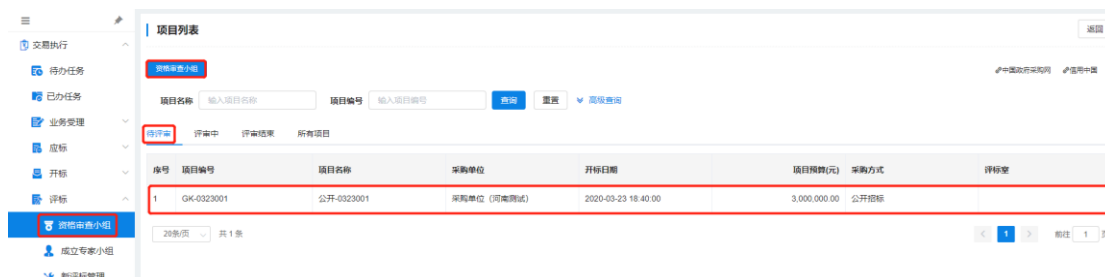 项目列表
返回
交易执行
待办任务
已办任务
业务受理
应标
开标
评标
资格审查小组
成立专家小组
新评标管理
资格审查小组
中国政府采购网 信用中国
项目名称 输入项目名称 项目编号 输入项目编号 查询 重置 高级查询
待评审 评审中 评审结束 所有项目
序号 项目编号 项目名称 采购单位 开标日期 项目预算(元) 采购方式 评标室
1 GK-0323001 公开-0323001 采购单位（河南测试） 2020-03-23 18:40:00 3,000,000.00 公开招标
20条/页 共 1 条 1 前往 1